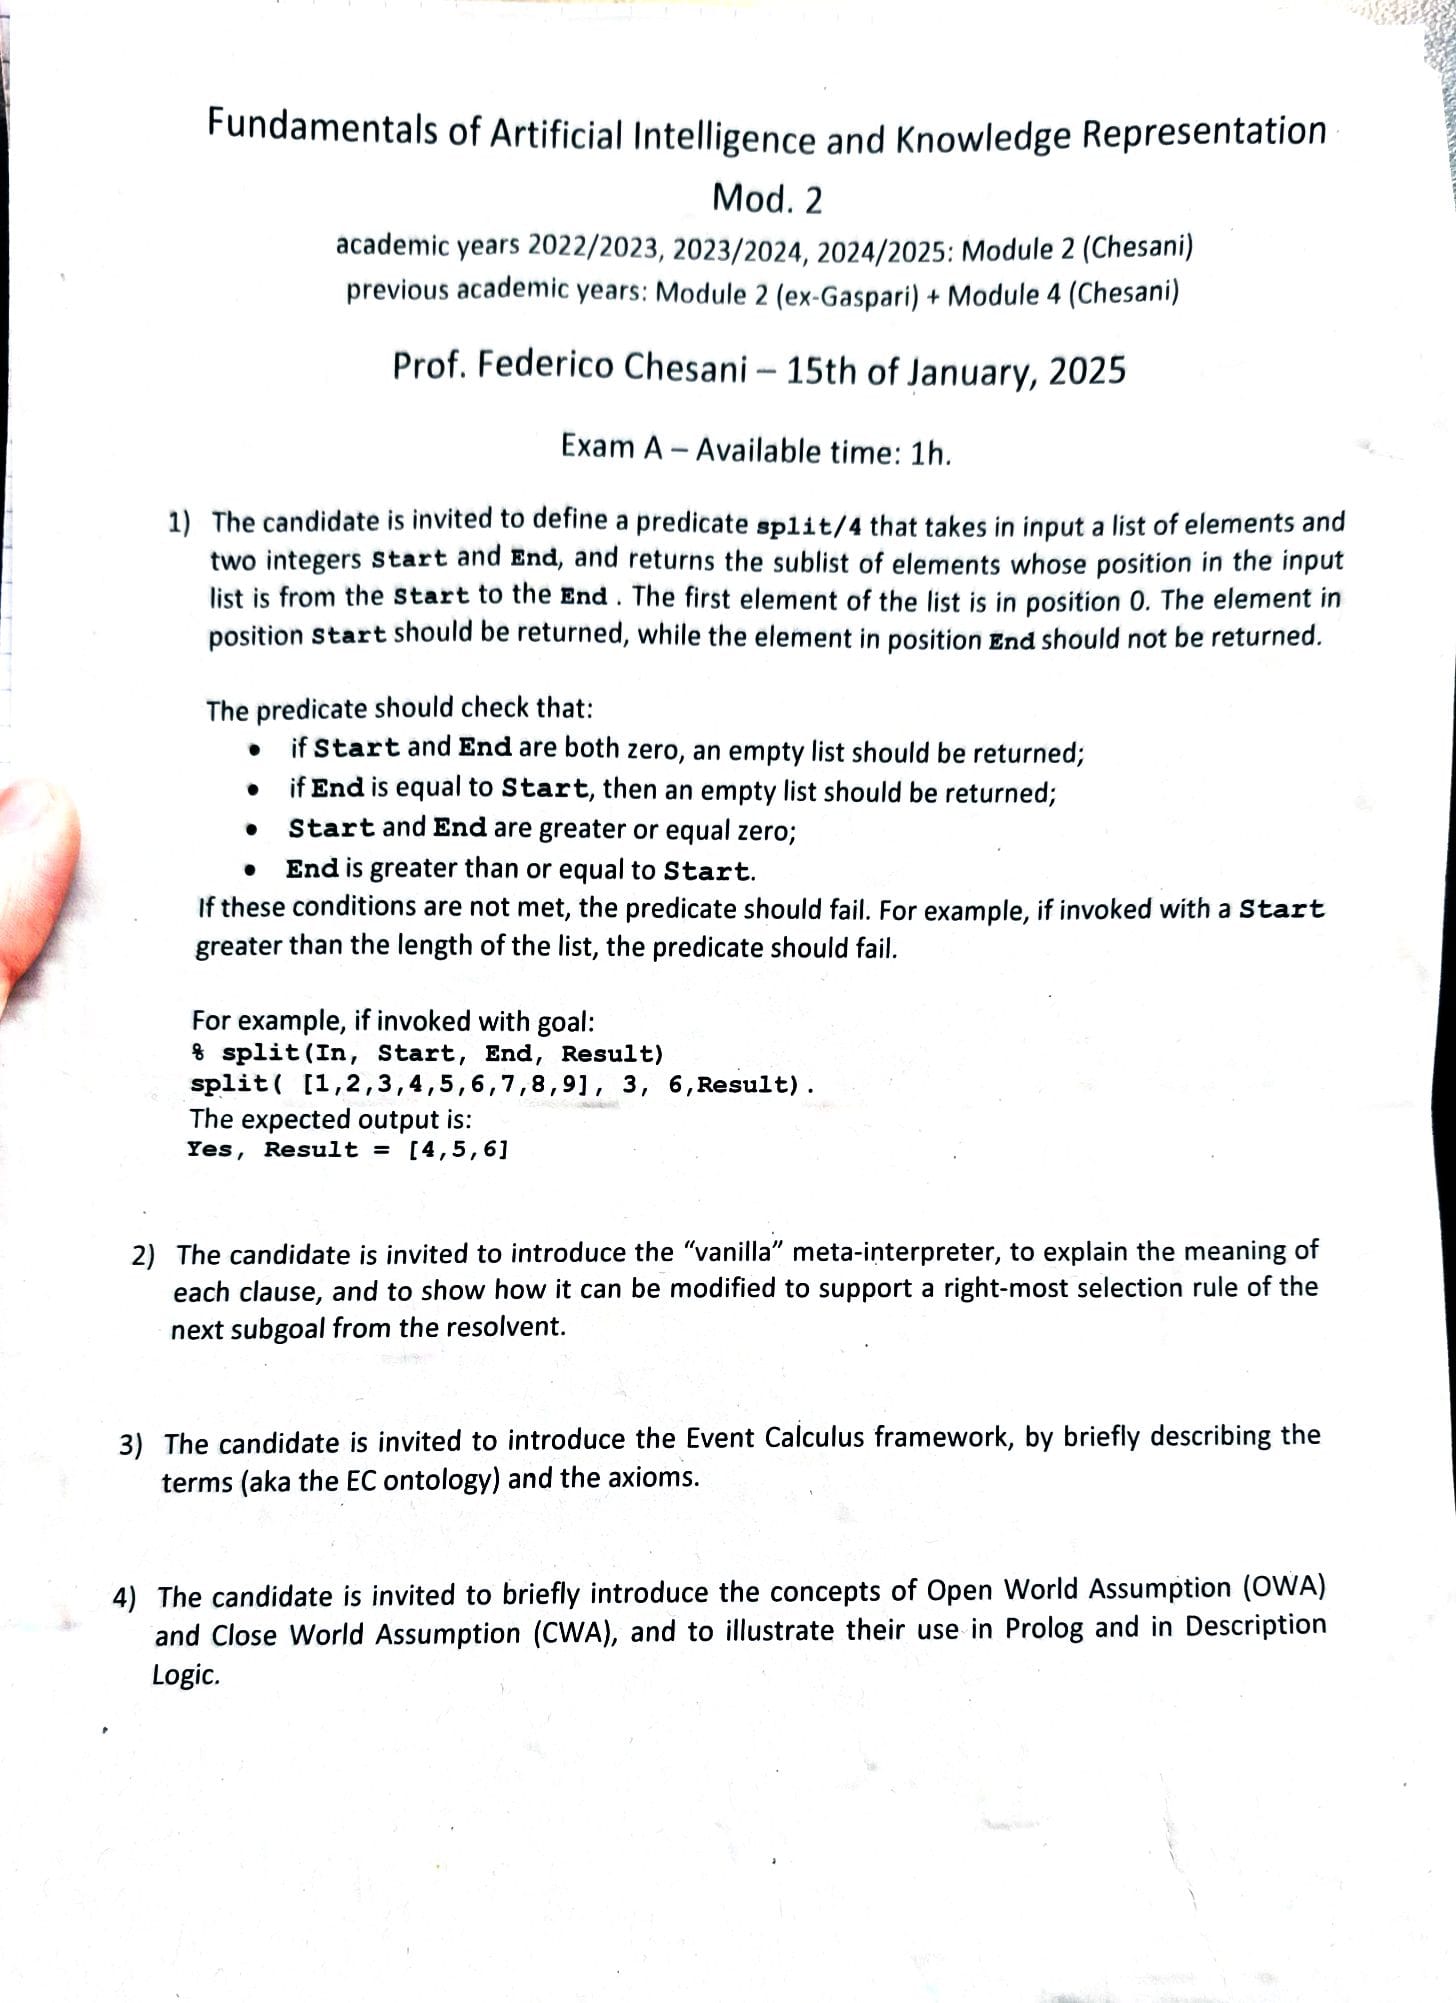 Fundamentals of Artificial Intelligence and Knowledge Representation
Mod. 2
academic years 2022/2023, 2023/2024, 2024/2025: Module 2 (Chesani)
previous academic years: Module 2 (ex-Gaspari) + Module 4 (Chesani)
Prof. Federico Chesani – 15th of January, 2025
Exam A – Available time: 1h.
1) The candidate is invited to define a predicate split/4 that takes in input a list of elements and
two integers Start and End, and returns the sublist of elements whose position in the input
list is from the Start to the End . The first element of the list is in position 0. The element in
position Start should be returned, while the element in position End should not be returned.
The predicate should check that:
• if Start and End are both zero, an empty list should be returned;
• if End is equal to Start, then an empty list should be returned;
• Start and End are greater or equal zero;
• End is greater than or equal to Start.
If these conditions are not met, the predicate should fail. For example, if invoked with a Start
greater than the length of the list, the predicate should fail.
For example, if invoked with goal:
% split(In, Start, End, Result)
split( [1,2,3,4,5,6,7,8,9], 3, 6,Result).
The expected output is:
Yes, Result = [4,5,6]
2) The candidate is invited to introduce the “vanilla” meta-interpreter, to explain the meaning of
each clause, and to show how it can be modified to support a right-most selection rule of the
next subgoal from the resolvent.
3) The candidate is invited to introduce the Event Calculus framework, by briefly describing the
terms (aka the EC ontology) and the axioms.
4) The candidate is invited to briefly introduce the concepts of Open World Assumption (OWA)
and Close World Assumption (CWA), and to illustrate their use in Prolog and in Description
Logic.